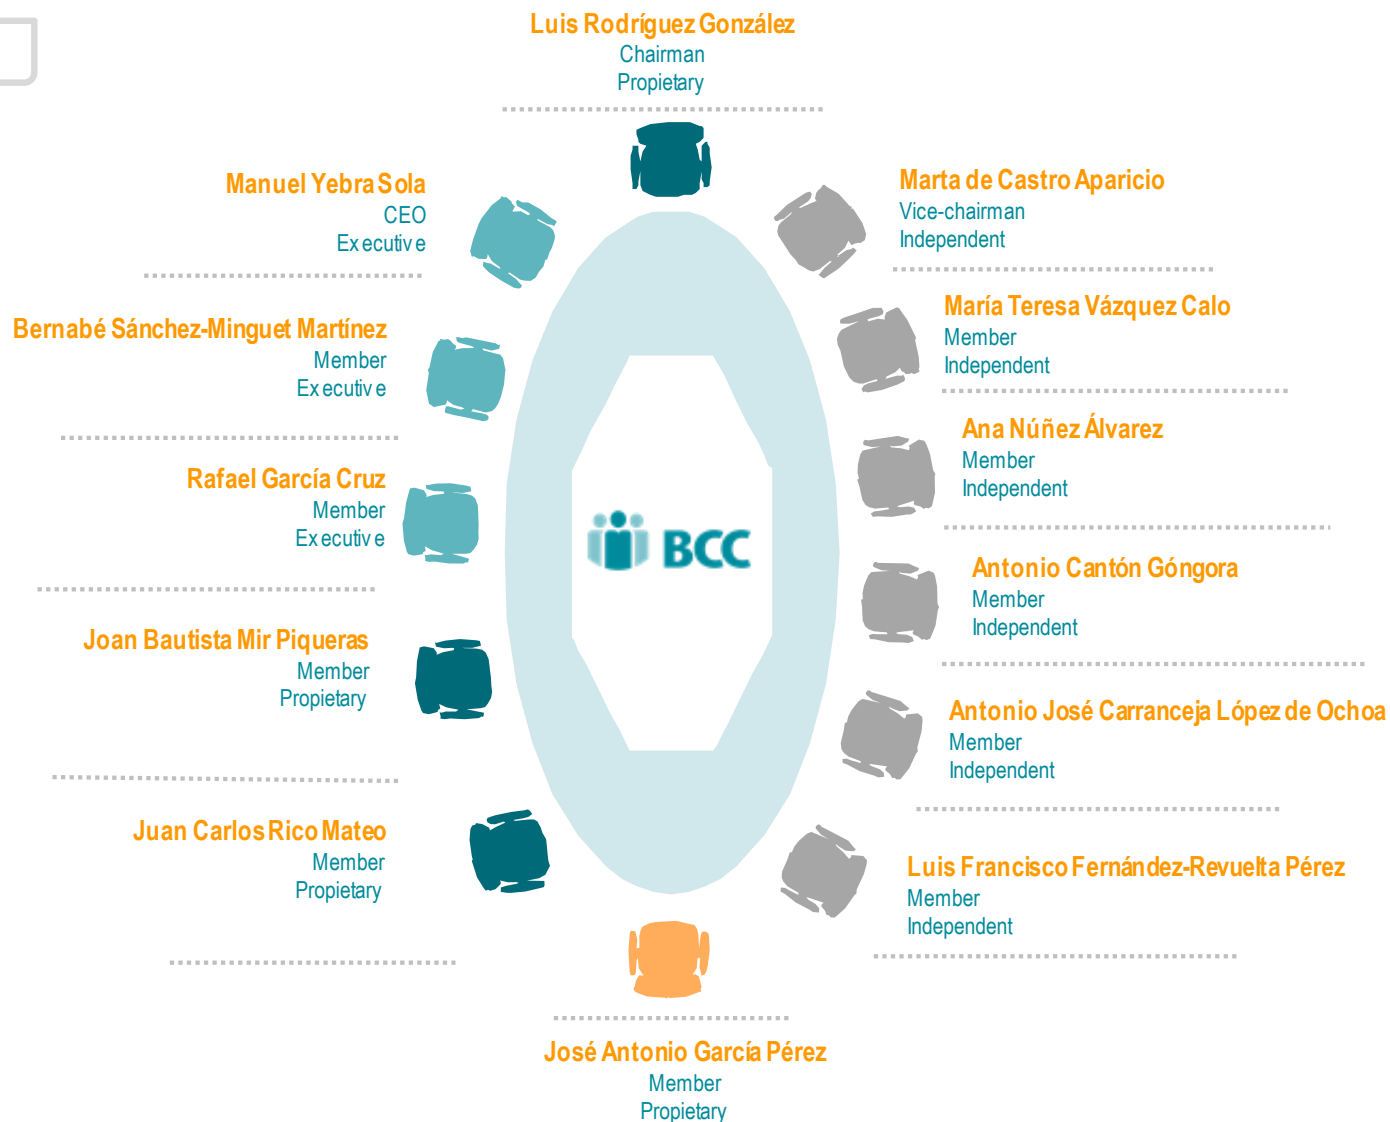 Luis Rodríguez González
Chairman
Propietary
Manuel Yebra Sola
CEO
Executive
Marta de Castro Aparicio
Vice-chairman
Independent
Bernabé Sánchez-Minguet Martínez
Member
Executive
María Teresa Vázquez Calo
Member
Independent
Rafael García Cruz
Member
Executive
Ana Núñez Álvarez
Member
Independent
BCC
Antonio Cantón Góngora
Member
Independent
Joan Bautista Mir Piqueras
Member
Propietary
Antonio José Carranceja López de Ochoa
Member
Independent
Juan Carlos Rico Mateo
Member
Propietary
Luis Francisco Fernández-Revuelta Pérez
Member
Independent
José Antonio García Pérez
Member
Propietary